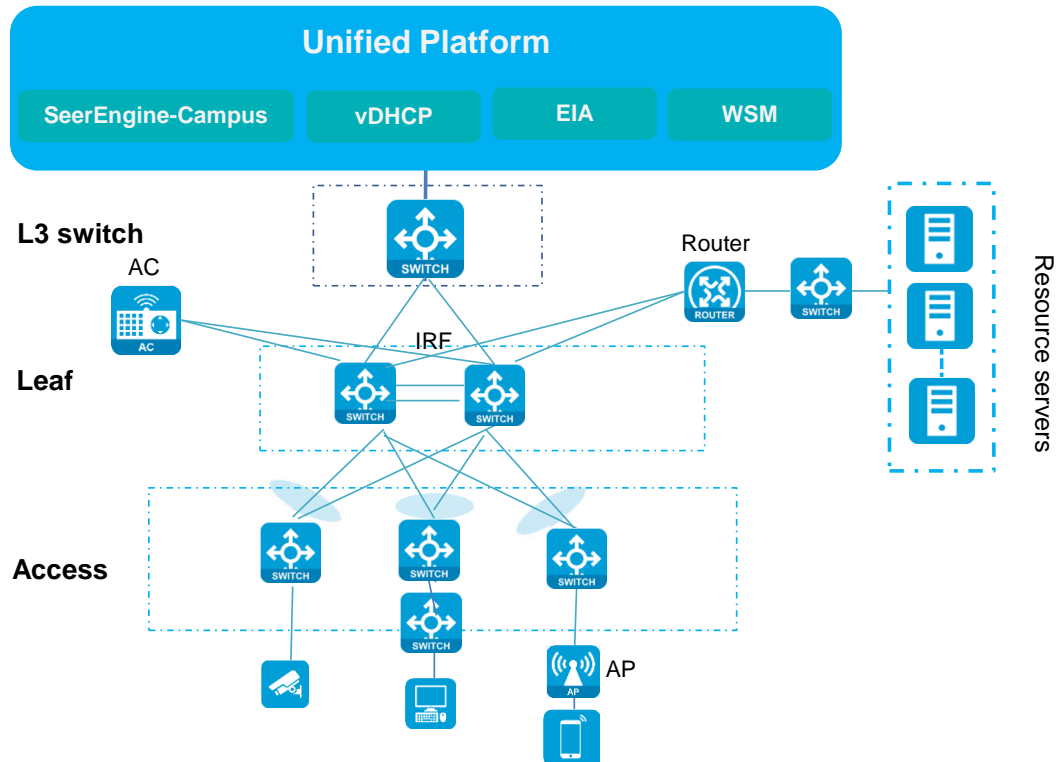 Unified Platform
SeerEngine-Campus
vDHCP
EIA
WSM
L3 switch
SWITCH
AC
AC
Router
ROUTER
SWITCH
Resource servers
IRF
Leaf
SWITCH
SWITCH
Access
SWITCH
SWITCH
SWITCH
SWITCH
AP
AP